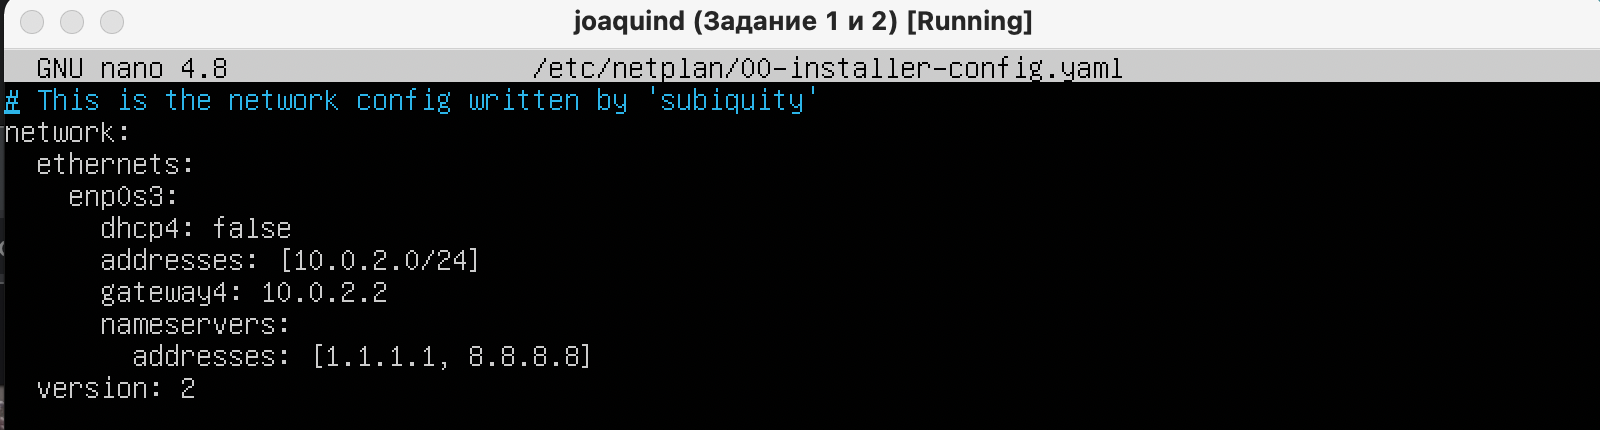 joaquind (Задание 1 и 2) [Running]
GNU nano 4.8 /etc/netplan/00-installer-config.yaml
# This is the network config written by 'subiquity'
network:
  ethernets:
    enp0s3:
      dhcp4: false
      addresses: [10.0.2.0/24]
      gateway4: 10.0.2.2
      nameservers:
        addresses: [1.1.1.1, 8.8.8.8]
  version: 2